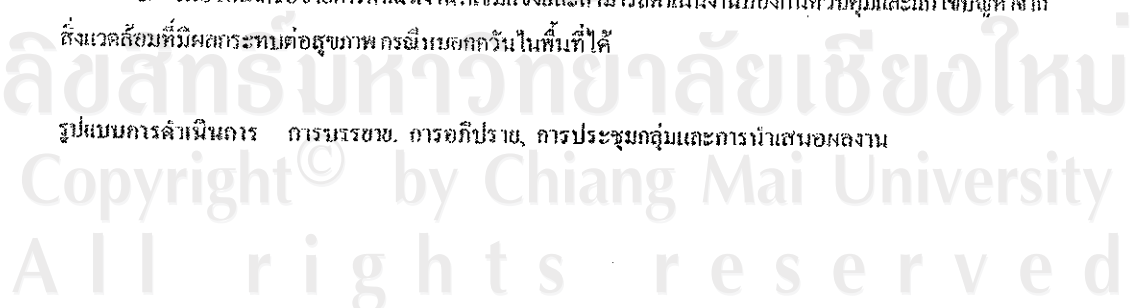 สิ่งแวดล้อมที่มีผลกระทบต่อสุขภาพ กรณีหมอกควันในพื้นที่ได้
ลิขสิทธิ์มหาวิทยาลัยเชียงใหม่
รูปแบบการดำเนินการ การบรรยาย, การอภิปราย, การประชุมกลุ่มและการนำเสนอผลงาน
Copyright© by Chiang Mai University
All rights reserved